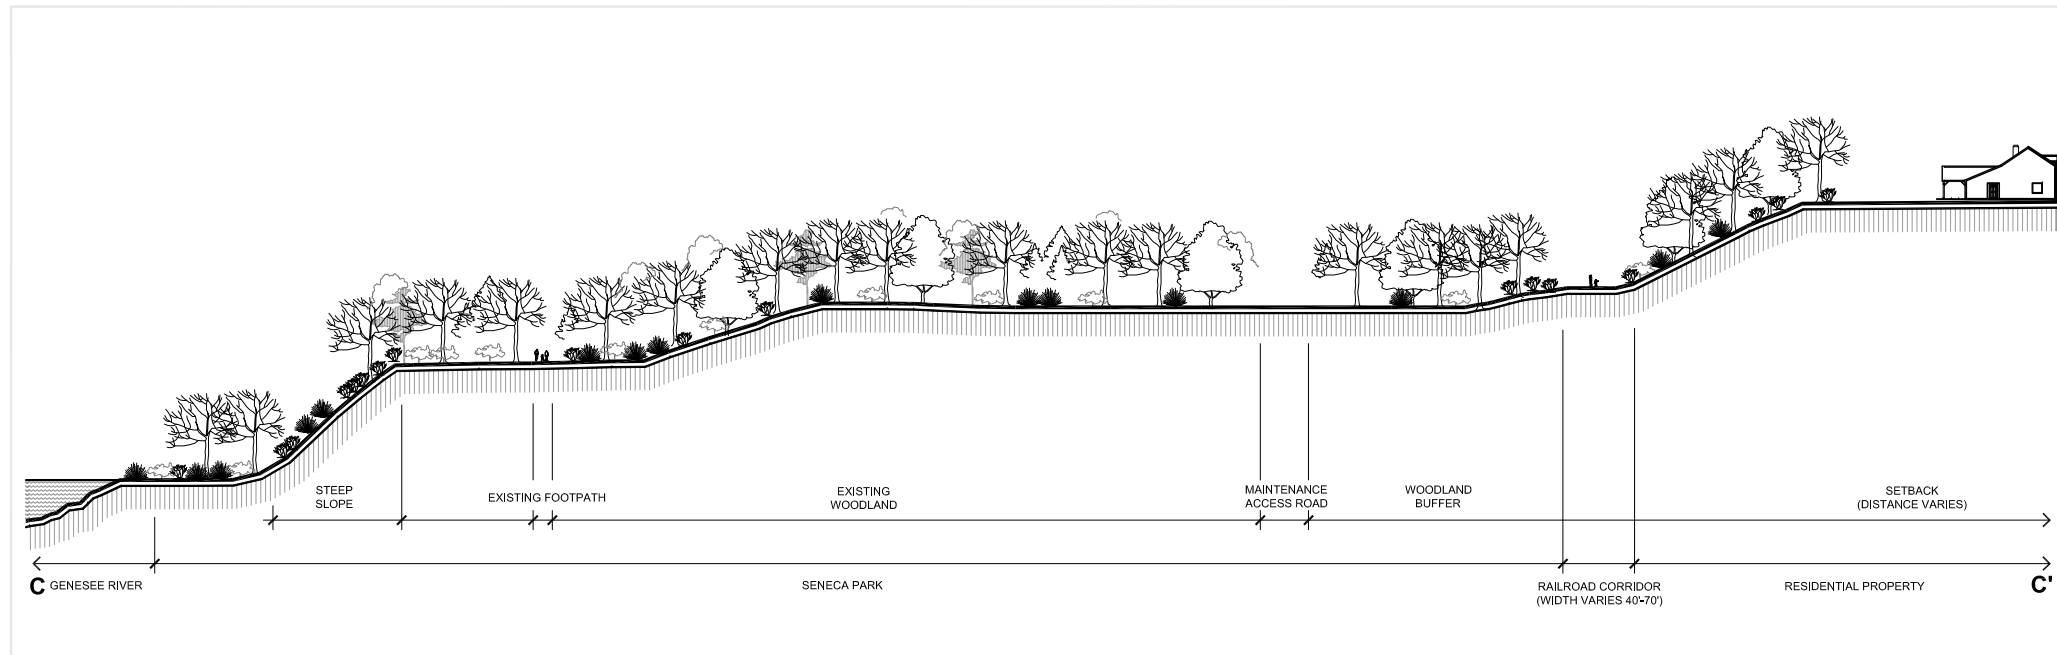 STEEP
SLOPE
EXISTING FOOTPATH
EXISTING
WOODLAND
MAINTENANCE
ACCESS ROAD
WOODLAND
BUFFER
SETBACK
(DISTANCE VARIES)
C GENESEE RIVER
SENECA PARK
RAILROAD CORRIDOR
(WIDTH VARIES 40'-70')
RESIDENTIAL PROPERTY
C'